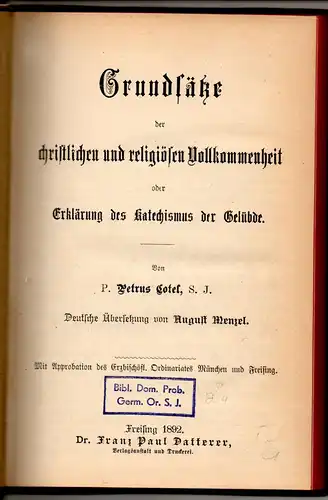 Grundsätze
der
christlichen und religiösen Vollkommenheit
oder
Erklärung des Katechismus der Gelübde.
Von
P. Petrus Cotel, S. J.
Deutsche Übersetzung von August Menzel.
Mit Approbation des Erzbischöfl. Ordinariates München und Freising.
Bibl. Dom. Prob.
Germ. Or. S. J.
Freising 1892.
Dr. Franz Paul Datterer,
Verlagsanstalt und Druckerei.